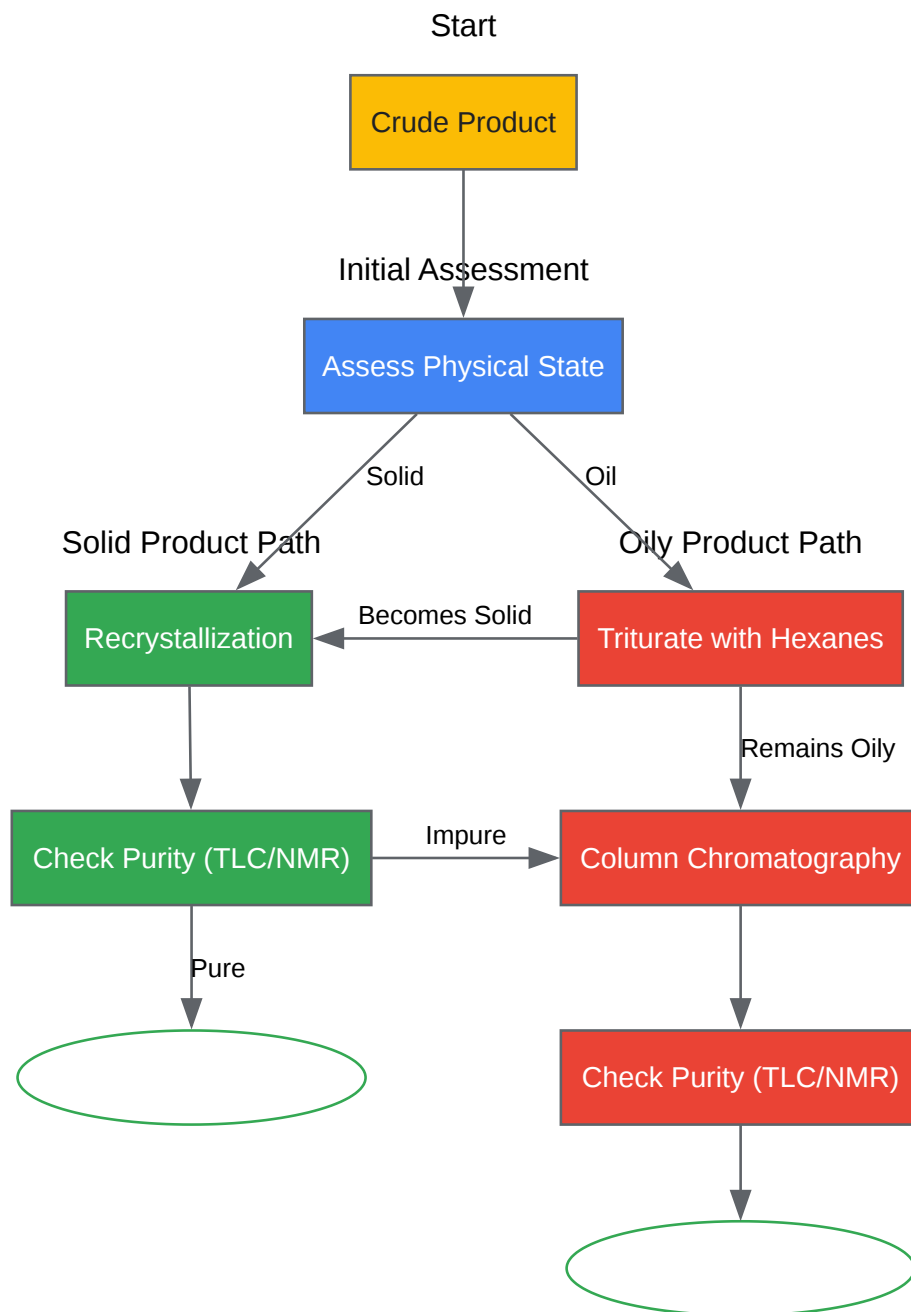 Start
Crude Product
Initial Assessment
Assess Physical State
Solid
Oil
Solid Product Path
Oily Product Path
Recrystallization
Becomes Solid
Triturate with Hexanes
Remains Oily
Check Purity (TLC/NMR)
Impure
Column Chromatography
Pure
Check Purity (TLC/NMR)